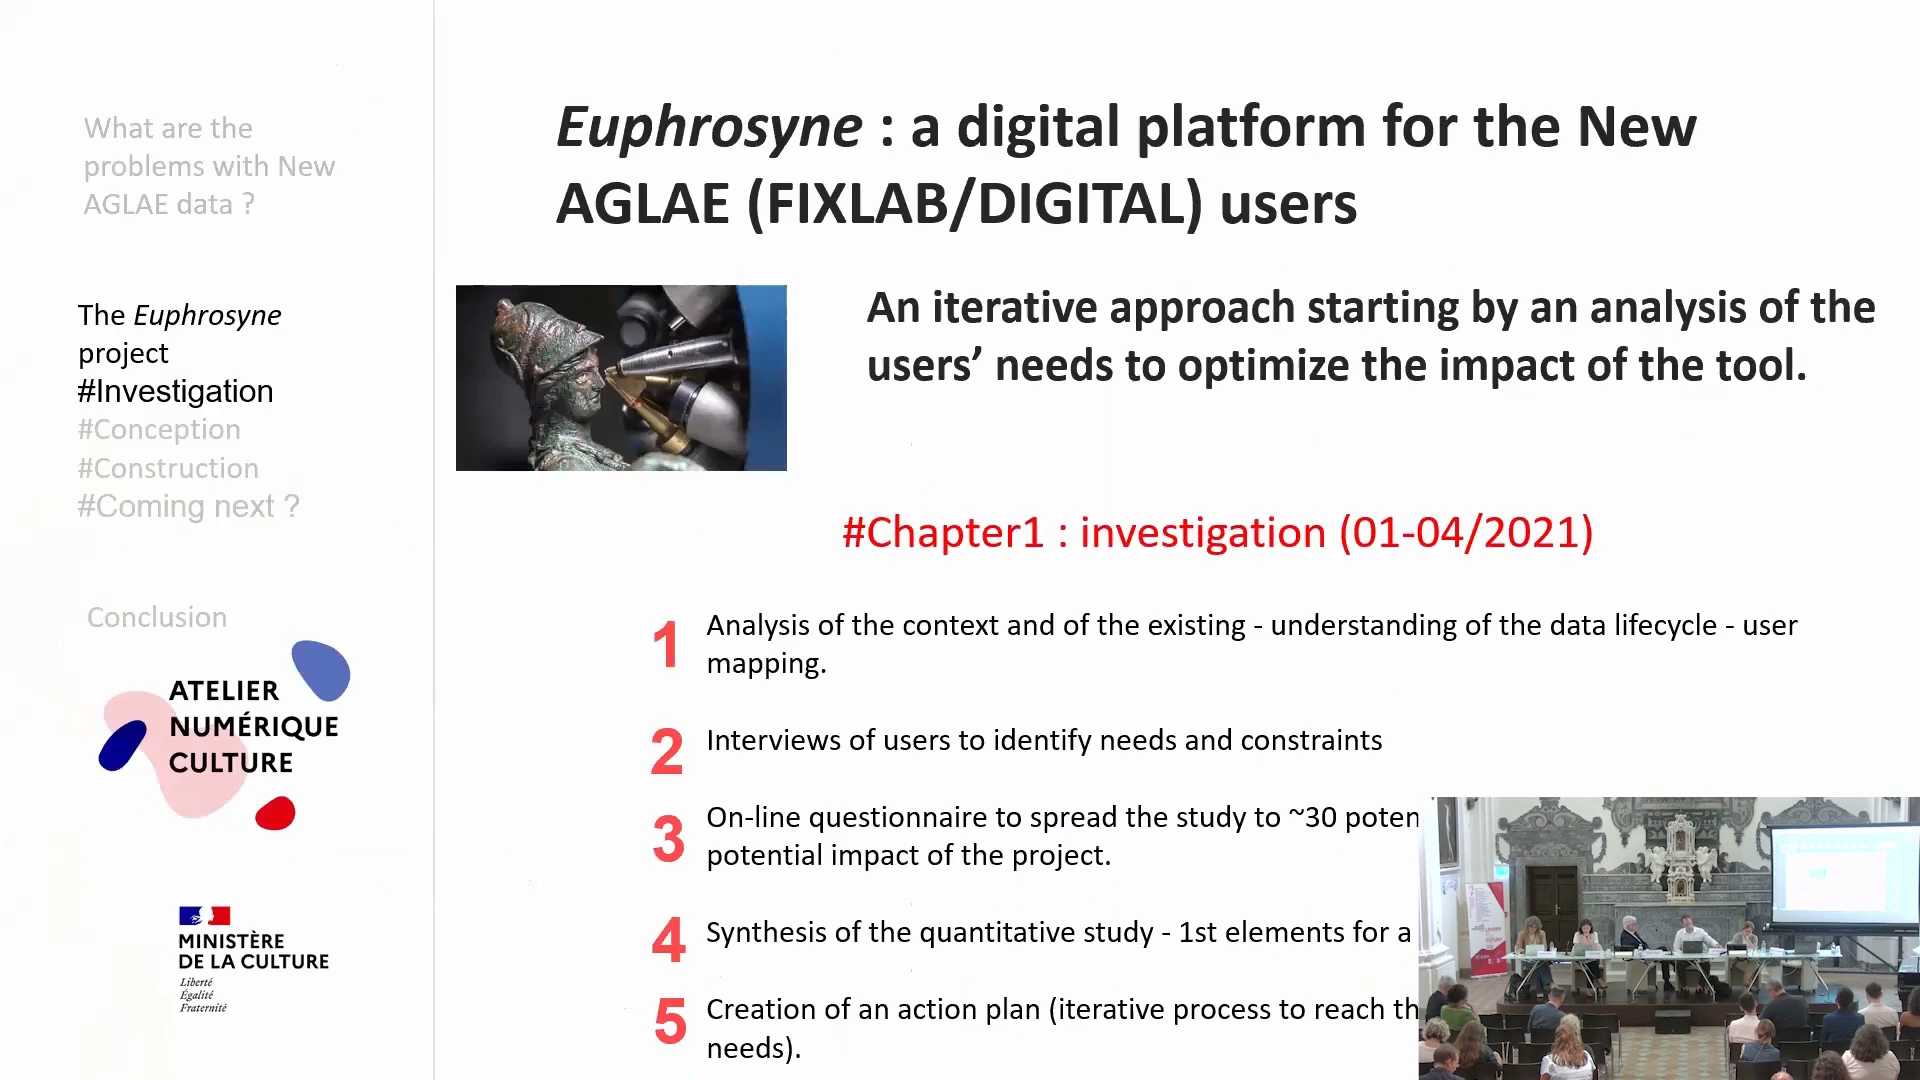 What are the
problems with New
AGLAE data ?
The Euphrosyne
project
#Investigation
#Conception
#Construction
#Coming next ?
Conclusion
ATELIER
NUMÉRIQUE
CULTURE
MINISTÈRE
DE LA CULTURE
Liberté
Égalité
Fraternité
Euphrosyne : a digital platform for the New
AGLAE (FIXLAB/DIGITAL) users
An iterative approach starting by an analysis of the
users’ needs to optimize the impact of the tool.
#Chapter1 : investigation (01-04/2021)
1 Analysis of the context and of the existing - understanding of the data lifecycle - user
mapping.
2 Interviews of users to identify needs and constraints
3 On-line questionnaire to spread the study to ~30 poten
potential impact of the project.
4 Synthesis of the quantitative study - 1st elements for a
5 Creation of an action plan (iterative process to reach th
needs).